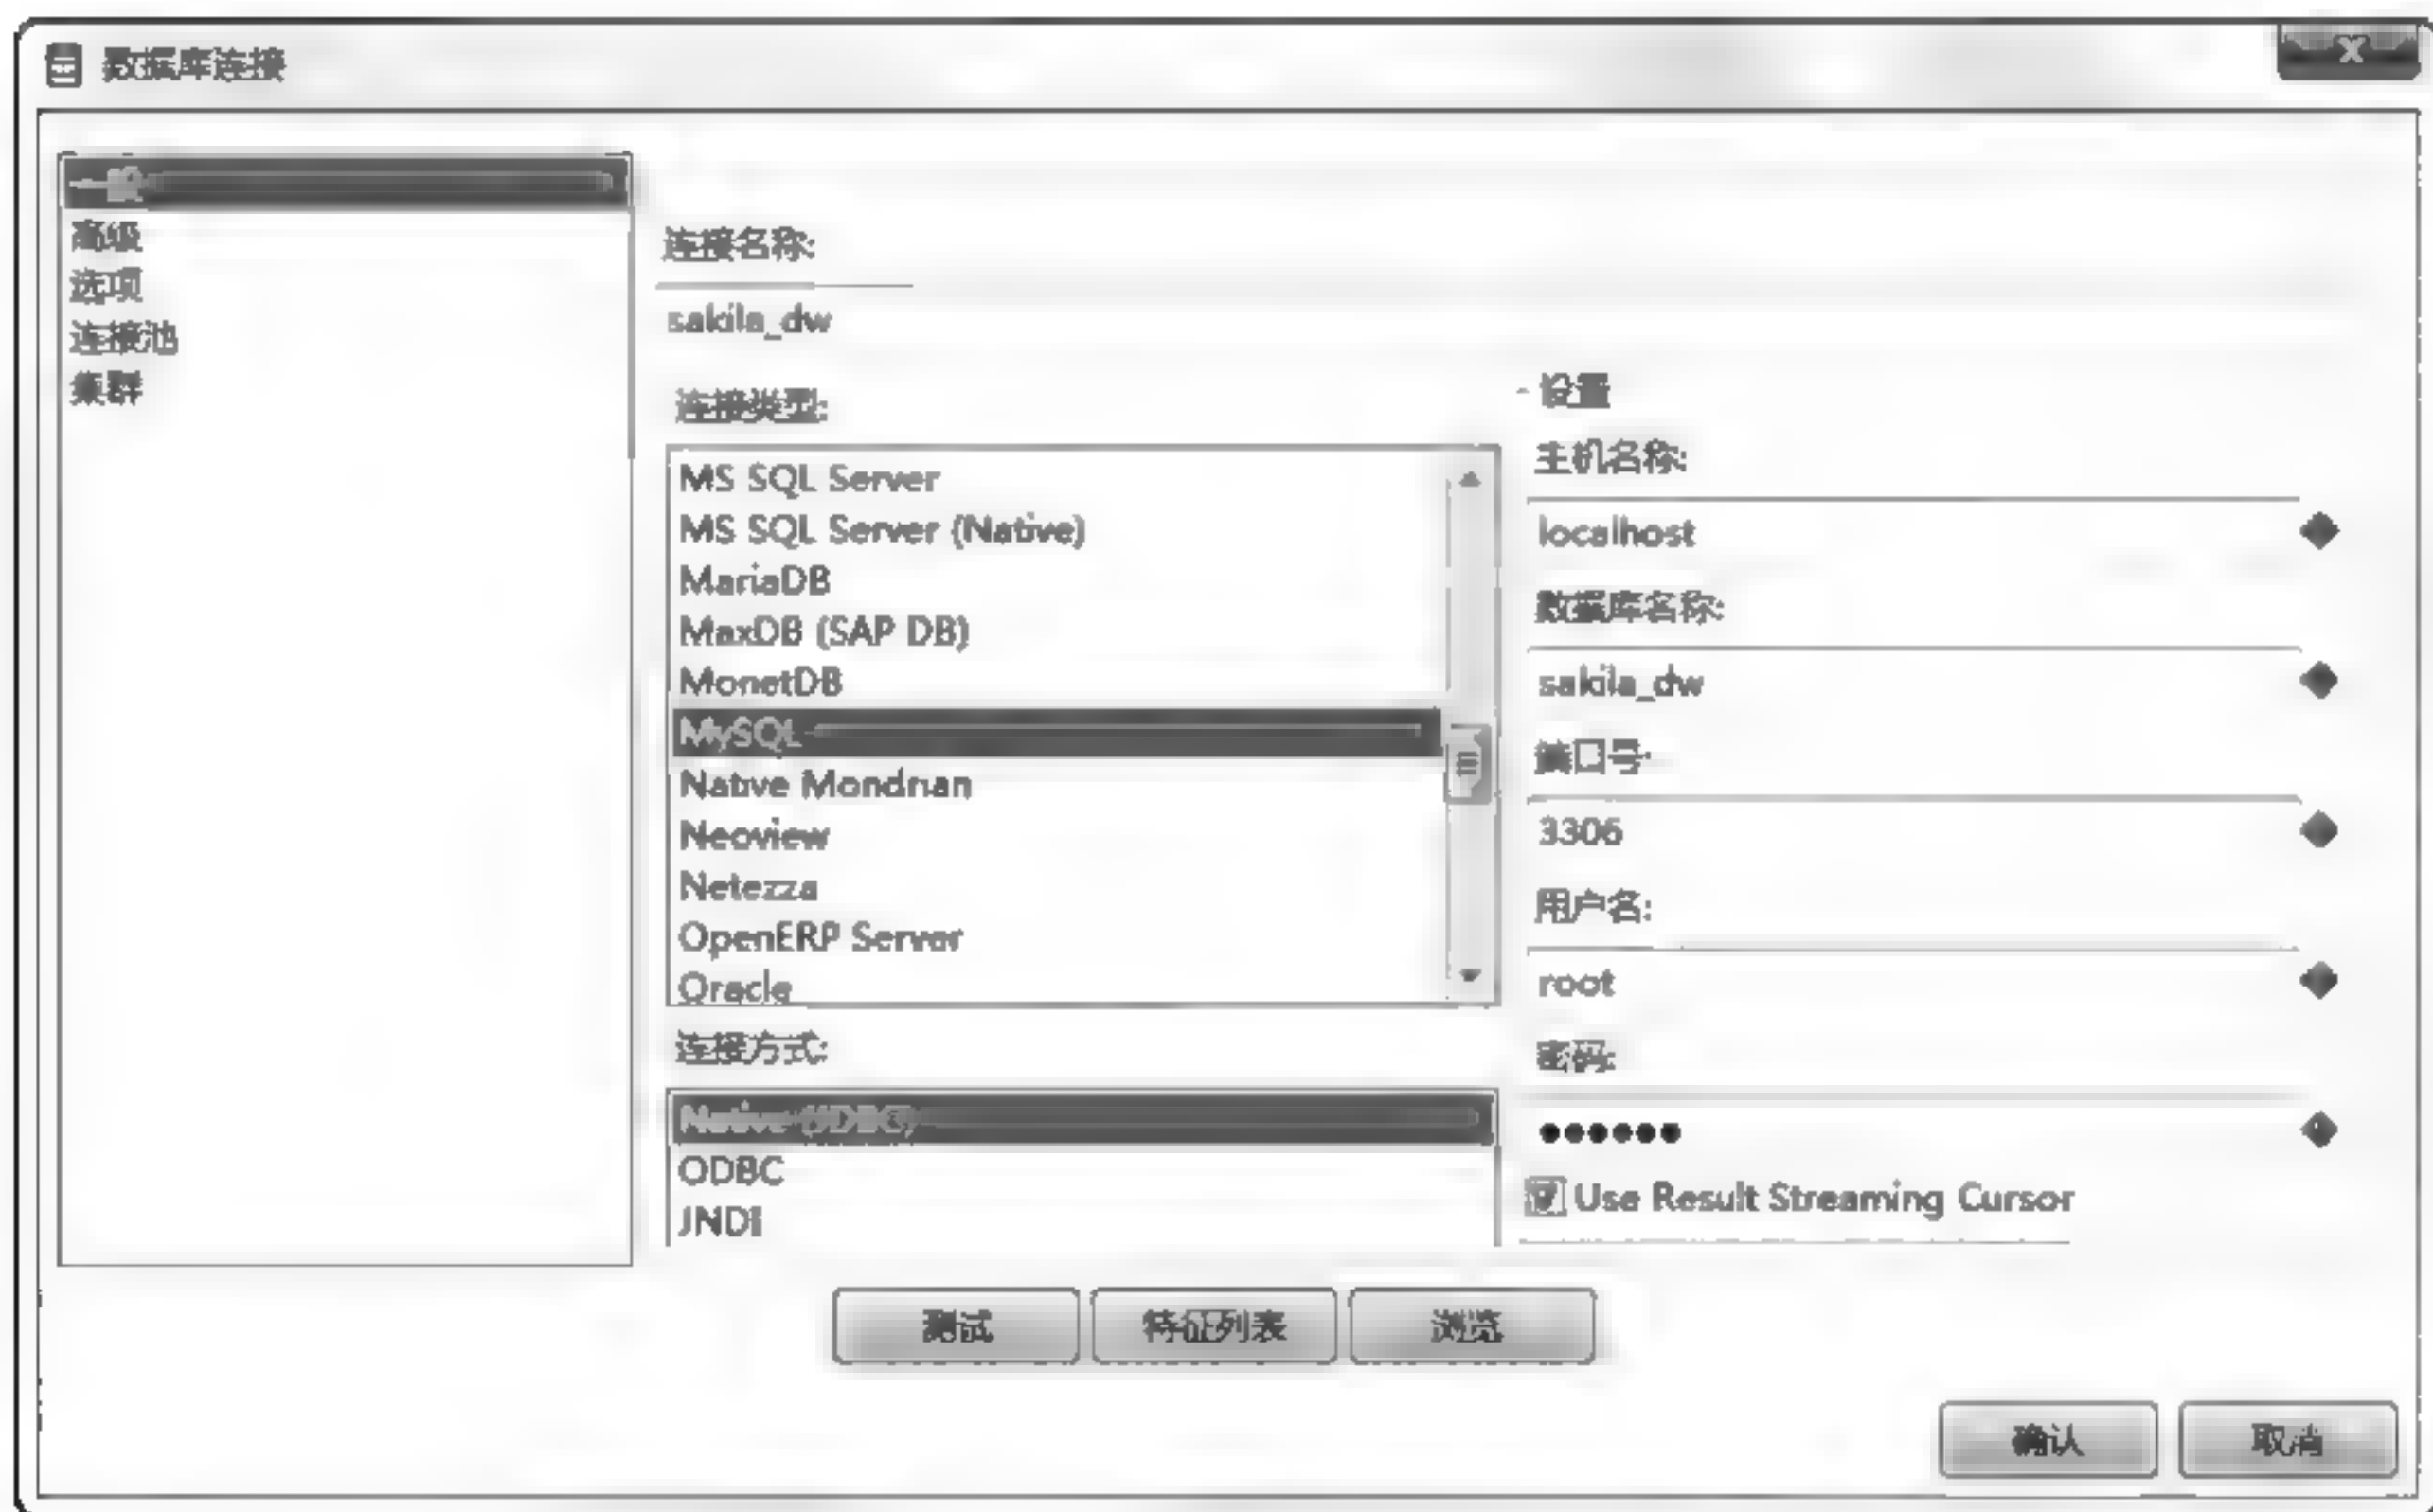 数据库连接
x
一般
高级
选项
连接池
集群
连接名称:
sakila_dw
连接类型:
MS SQL Server
MS SQL Server (Native)
MariaDB
MaxDB (SAP DB)
MonetDB
MySQL
Native Mondrian
Neoview
Netezza
OpenERP Server
Oracle
连接方式:
Native (JDBC)
ODBC
JNDI
设置
主机名称:
localhost
数据库名称:
sakila_dw
端口号:
3306
用户名:
root
密码:
●●●●●●
Use Result Streaming Cursor
测试 特征列表 浏览
确认 取消